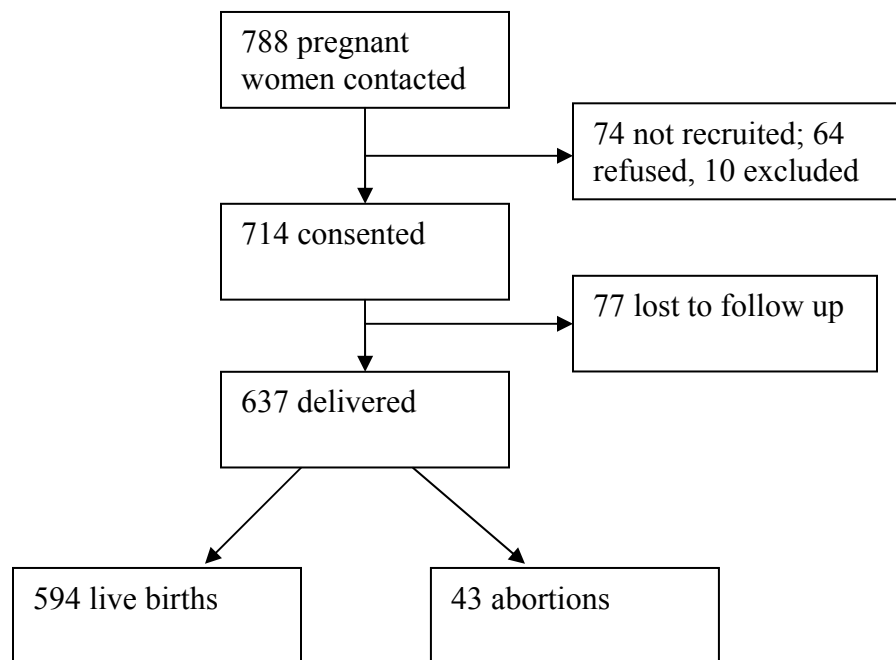 788 pregnant
women contacted
74 not recruited; 64
refused, 10 excluded
714 consented
77 lost to follow up
637 delivered
594 live births
43 abortions